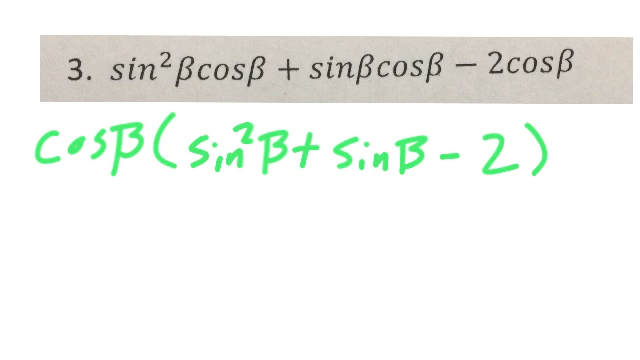 3. sin²βcosβ + sinβcosβ − 2cosβ
cosβ(sin²β + sinβ - 2)